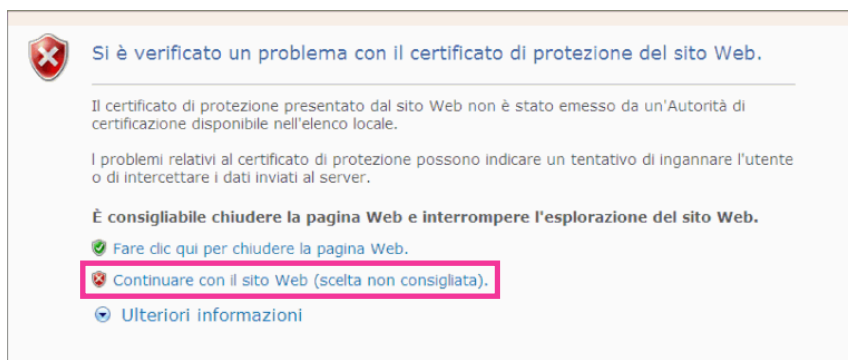 Si è verificato un problema con il certificato di protezione del sito Web.
Il certificato di protezione presentato dal sito Web non è stato emesso da un'Autorità di
certificazione disponibile nell'elenco locale.
I problemi relativi al certificato di protezione possono indicare un tentativo di ingannare l'utente
o di intercettare i dati inviati al server.
È consigliabile chiudere la pagina Web e interrompere l'esplorazione del sito Web.
Fare clic qui per chiudere la pagina Web.
Continuare con il sito Web (scelta non consigliata).
Ulteriori informazioni